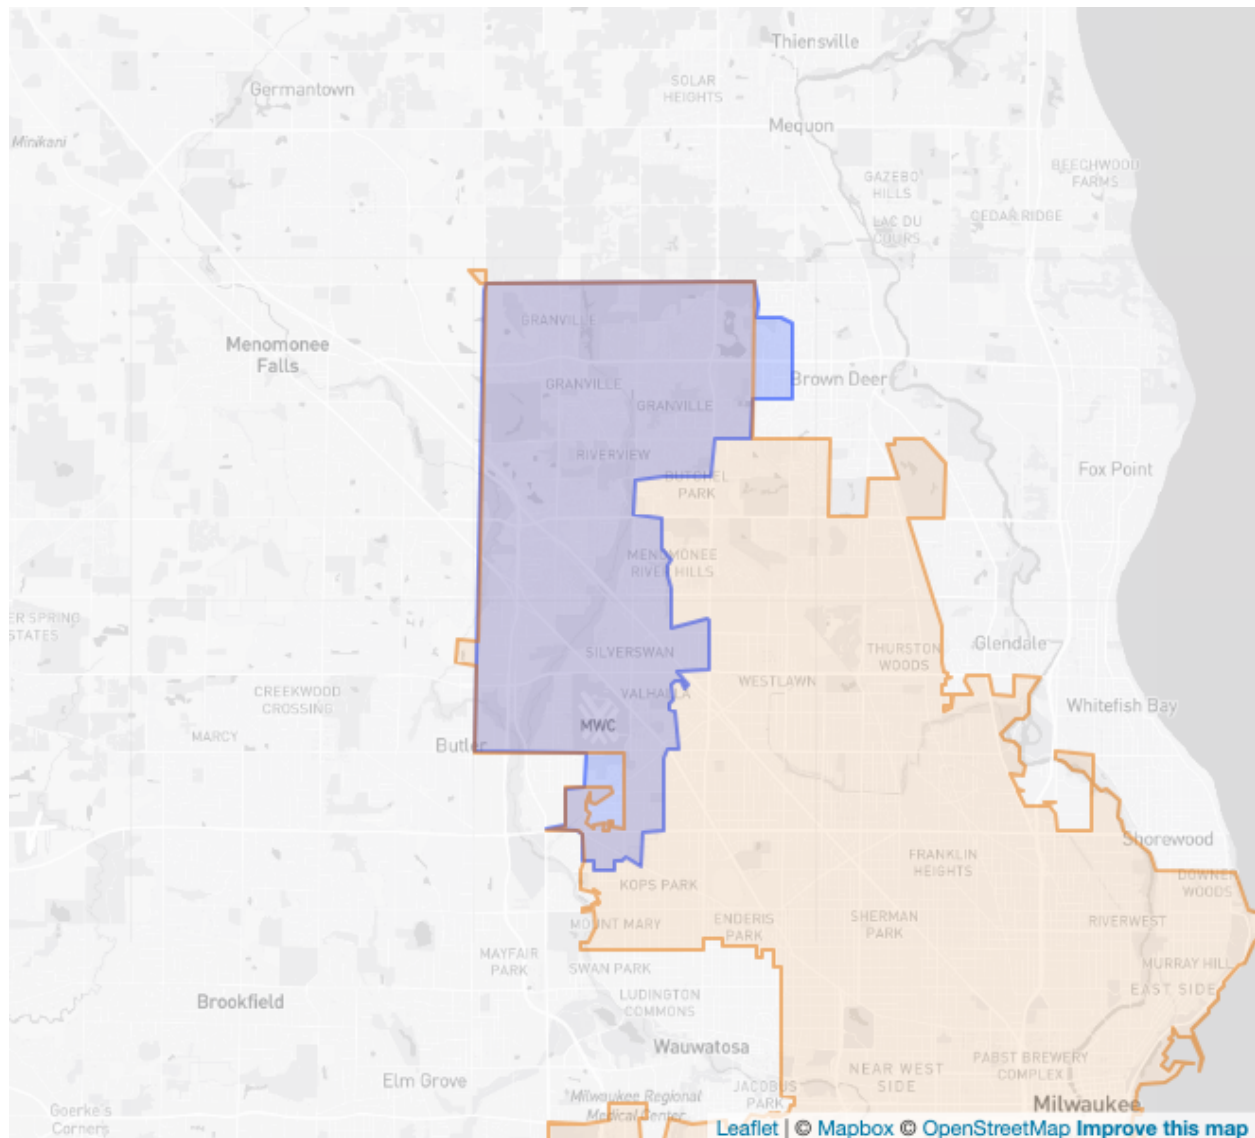 Thiensville
Germantown
SOLAR
HEIGHTS
Mequon
Minikani
BEECHWOOD
FARMS
GAZEBO
HILLS
CEDAR RIDGE
LAC DU
COURS
GRANVILLE
Menomonee
Falls
Brown Deer
GRANVILLE
GRANVILLE
RIVERVIEW
Fox Point
BUTCHEL
PARK
MENOMONEE
RIVER HILLS
ER SPRING
STATES
Glendale
THURSTON
WOODS
SILVERSWAN
WESTLAWN
CREEKWOOD
CROSSING
VALHALLA
Whitefish Bay
MWC
MARCY
Butler
Shorewood
FRANKLIN
HEIGHTS
DOWNER
WOODS
KOPS PARK
MOUNT MARY
ENDERIS
PARK
SHERMAN
PARK
RIVERWEST
MAYFAIR
PARK
SWAN PARK
MURRAY HILL
EAST SIDE
Brookfield
LUDINGTON
COMMONS
Wauwatosa
PABST BREWERY
COMPLEX
NEAR WEST
SIDE
Elm Grove
Milwaukee Regional
Medical Center
JACOBUS
PARK
Milwaukee
Goerke's
Corners
Leaflet | © Mapbox © OpenStreetMap Improve this map